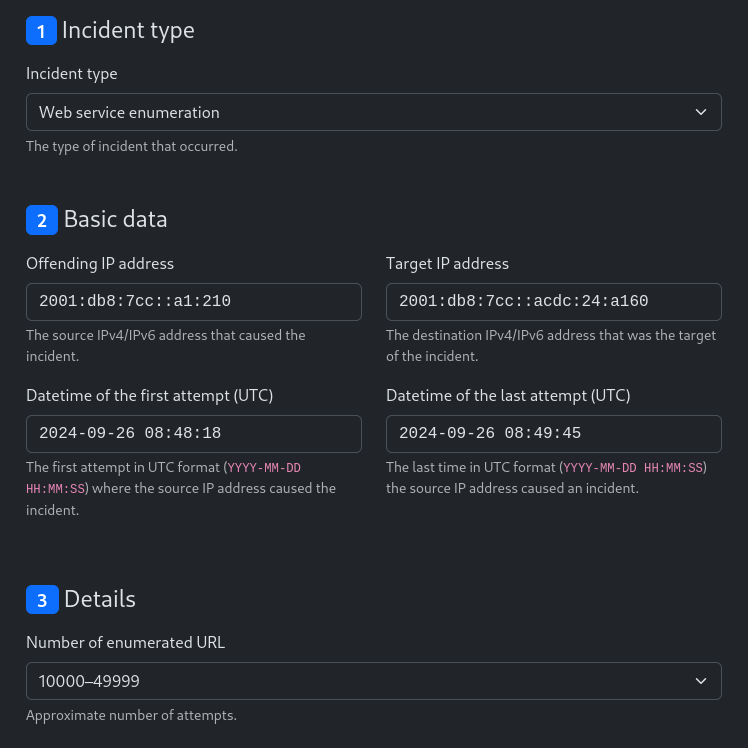 1 Incident type
Incident type
Web service enumeration
The type of incident that occurred.
2 Basic data
Offending IP address
2001:db8:7cc::a1:210
The source IPv4/IPv6 address that caused the
incident.
Target IP address
2001:db8:7cc::acdc:24:a160
The destination IPv4/IPv6 address that was the target
of the incident.
Datetime of the first attempt (UTC)
2024-09-26 08:48:18
The first attempt in UTC format (YYYY-MM-DD
HH:MM:SS) where the source IP address caused the
incident.
Datetime of the last attempt (UTC)
2024-09-26 08:49:45
The last time in UTC format (YYYY-MM-DD HH:MM:SS)
the source IP address caused an incident.
3 Details
Number of enumerated URL
10000–49999
Approximate number of attempts.